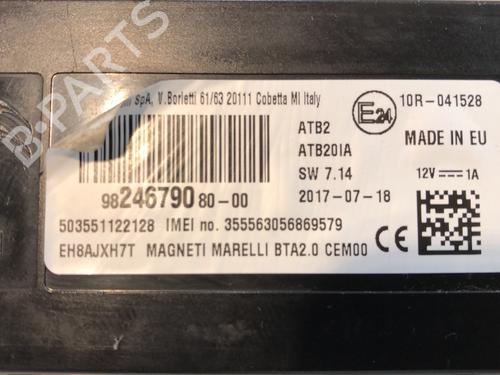 SpA, V.Borletti 61/63 20111 Cobetta MI Italy
E24
10R-041528
ATB2
ATB20IA
MADE IN EU
SW 7.14
12V 1A
2017-07-18
9824679080-00
503551122128 IMEI no. 355563056869579
EH8AJXH7T MAGNETI MARELLI BTA2.0 CEM00
B-PARTS